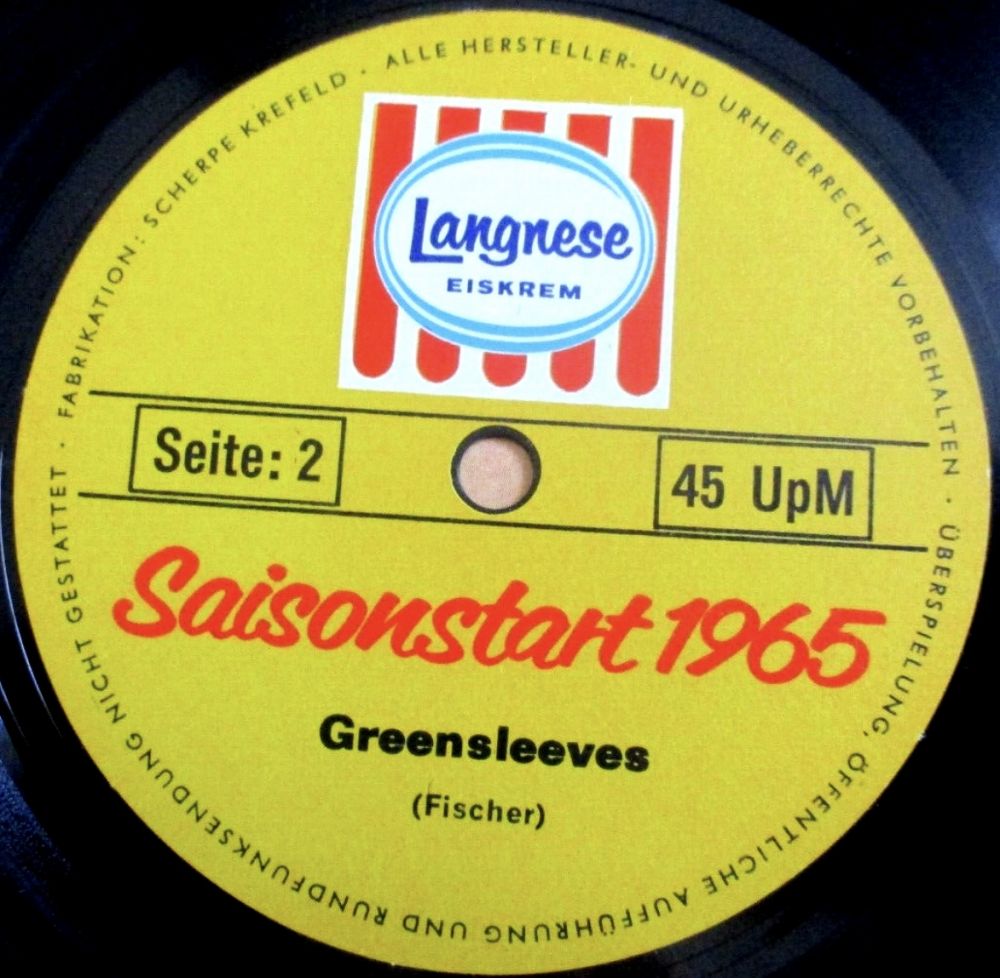 FABRIKATION: SCHERPE KREFELD · ALLE HERSTELLER- UND URHEBERRECHTE VORBEHALTEN · ÜBERSPIELUNG, ÖFFENTLICHE AUFFÜHRUNG UND RUNDFUNKSENDUNG NICHT GESTATTET ·
Langnese
EISKREM
Seite: 2
45 UpM
Saisonstart 1965
Greensleeves
(Fischer)